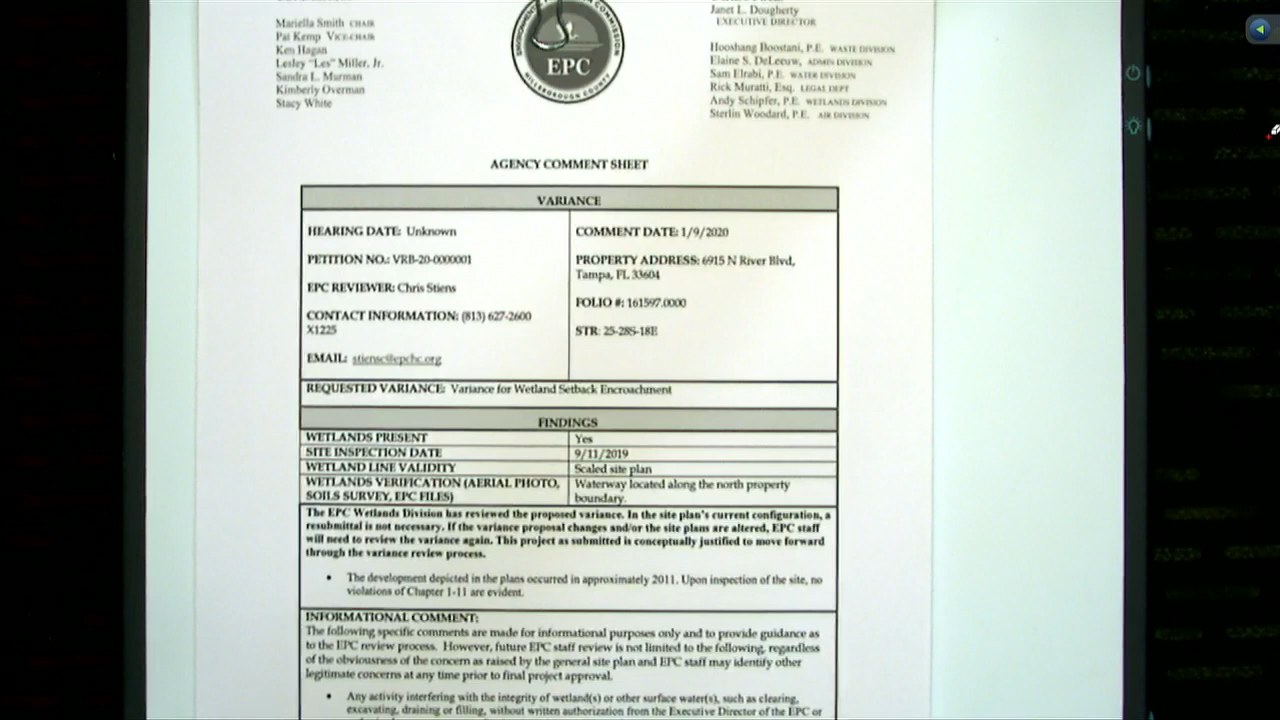 Mariella Smith CHAIR
Pat Kemp VICE-CHAIR
Ken Hagan
Lesley "Les" Miller, Jr.
Sandra L. Murman
Kimberly Overman
Stacy White
COMMISSION
EPC
HILLSBOROUGH COUNTY
Janet L. Dougherty
EXECUTIVE DIRECTOR
Hooshang Boostani, P.E. WASTE DIVISION
Elaine S. DeLeeuw, ADMIN DIVISION
Sam Elrabi, P.E. WATER DIVISION
Rick Muratti, Esq. LEGAL DEPT
Andy Schipfer, P.E. WETLANDS DIVISION
Sterlin Woodard, P.E. AIR DIVISION
AGENCY COMMENT SHEET
VARIANCE
HEARING DATE: Unknown
PETITION NO.: VRB-20-0000001
EPC REVIEWER: Chris Stiens
CONTACT INFORMATION: (813) 627-2600
X1225
EMAIL: stiensc@epchc.org
COMMENT DATE: 1/9/2020
PROPERTY ADDRESS: 6915 N River Blvd,
Tampa, FL 33604
FOLIO #: 161597.0000
STR: 25-28S-18E
REQUESTED VARIANCE: Variance for Wetland Setback Encroachment
FINDINGS
WETLANDS PRESENT Yes
SITE INSPECTION DATE 9/11/2019
WETLAND LINE VALIDITY Scaled site plan
WETLANDS VERIFICATION (AERIAL PHOTO, Waterway located along the north property
SOILS SURVEY, EPC FILES) boundary.
The EPC Wetlands Division has reviewed the proposed variance. In the site plan's current configuration, a
resubmittal is not necessary. If the variance proposal changes and/or the site plans are altered, EPC staff
will need to review the variance again. This project as submitted is conceptually justified to move forward
through the variance review process.
• The development depicted in the plans occurred in approximately 2011. Upon inspection of the site, no
violations of Chapter 1-11 are evident.
INFORMATIONAL COMMENT:
The following specific comments are made for informational purposes only and to provide guidance as
to the EPC review process. However, future EPC staff review is not limited to the following, regardless
of the obviousness of the concern as raised by the general site plan and EPC staff may identify other
legitimate concerns at any time prior to final project approval.
• Any activity interfering with the integrity of wetland(s) or other surface water(s), such as clearing,
excavating, draining or filling, without written authorization from the Executive Director of the EPC or